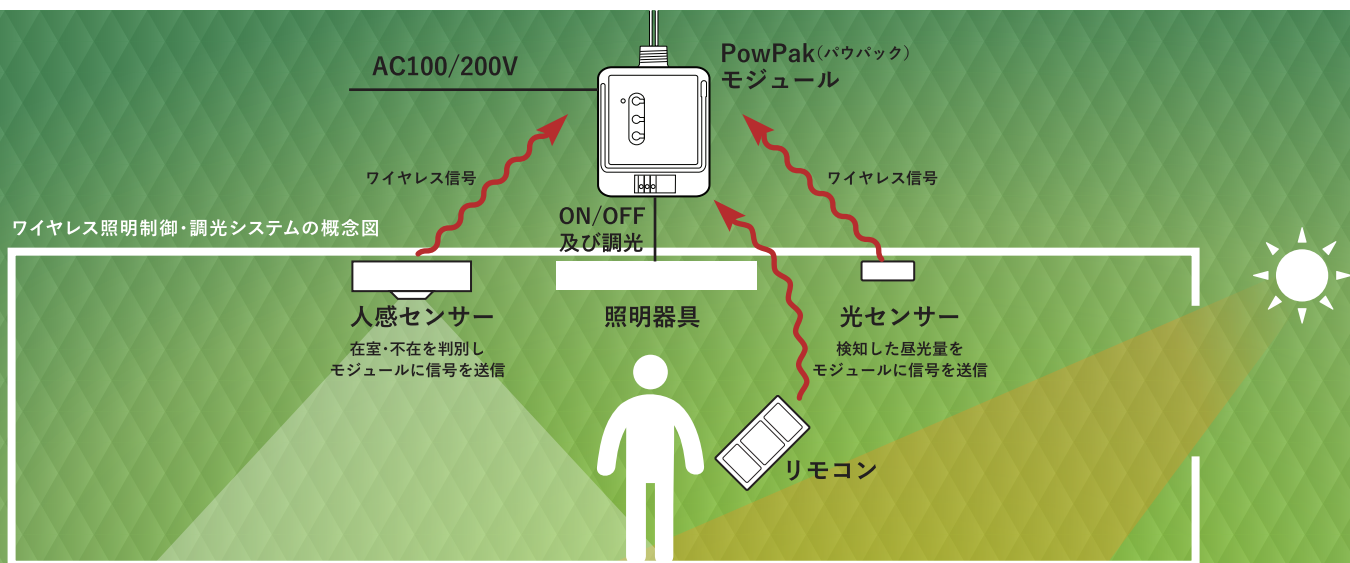 AC100/200V
PowPak(パウパック)
モジュール
ワイヤレス信号
ワイヤレス信号
ワイヤレス照明制御・調光システムの概念図
ON/OFF
及び調光
人感センサー
在室・不在を判別し
モジュールに信号を送信
照明器具
光センサー
検知した昼光量を
モジュールに信号を送信
リモコン